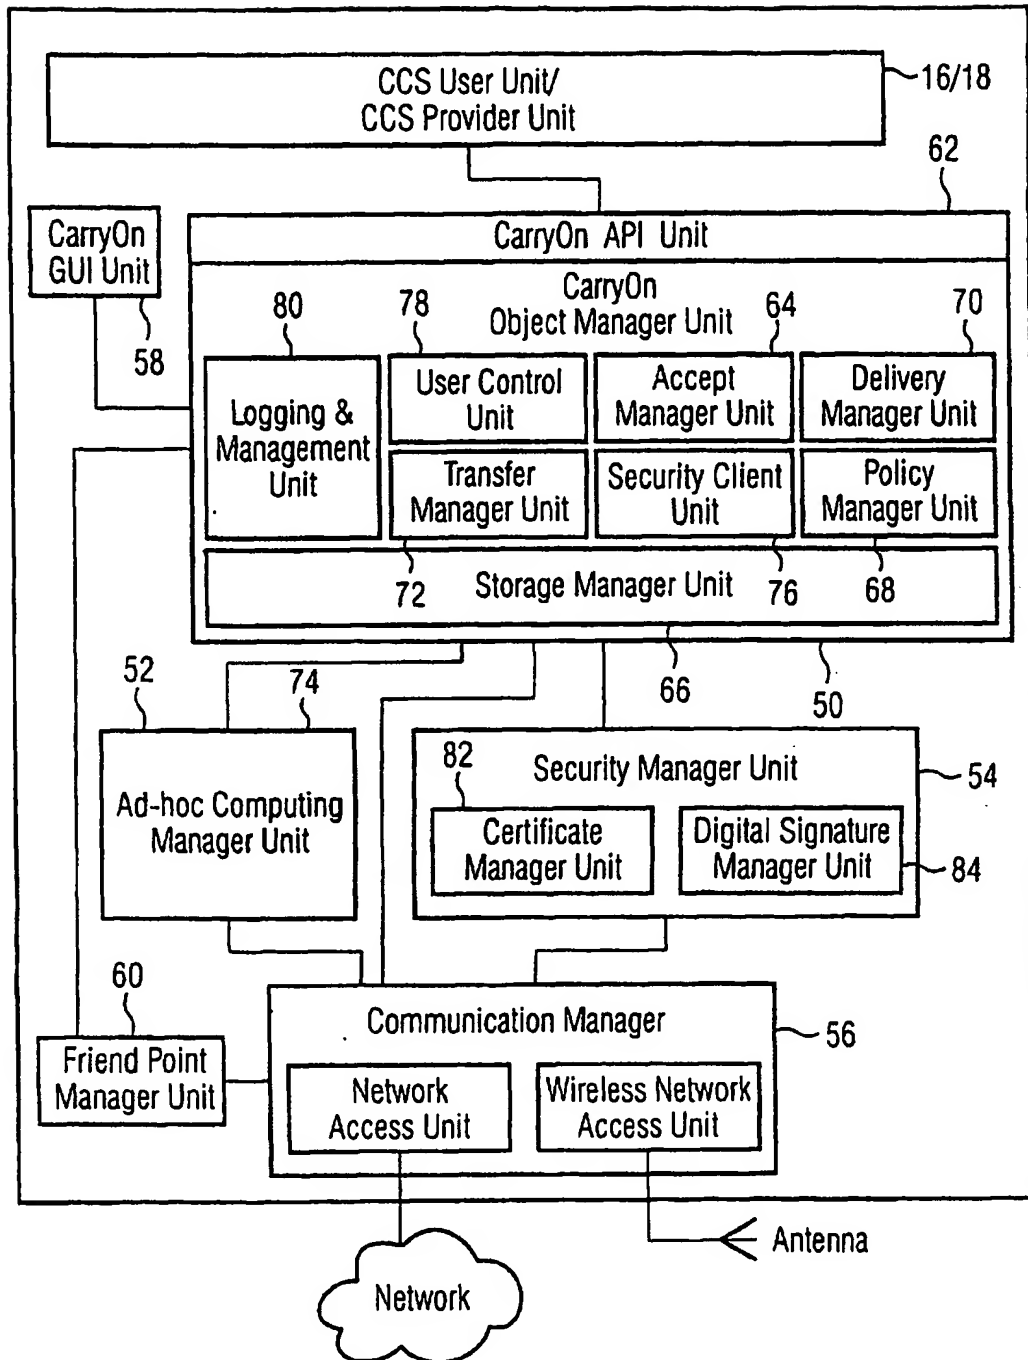 CCS User Unit/
CCS Provider Unit
16/18
62
CarryOn
GUI Unit
58
CarryOn API Unit
CarryOn
Object Manager Unit
80
78
64
70
Logging &
Management
Unit
User Control
Unit
Accept
Manager Unit
Delivery
Manager Unit
Transfer
Manager Unit
Security Client
Unit
Policy
Manager Unit
72
Storage Manager Unit
76
68
66
50
52
74
Ad-hoc Computing
Manager Unit
82
Security Manager Unit
54
Certificate
Manager Unit
Digital Signature
Manager Unit
84
60
Friend Point
Manager Unit
Communication Manager
56
Network
Access Unit
Wireless Network
Access Unit
Antenna
Network